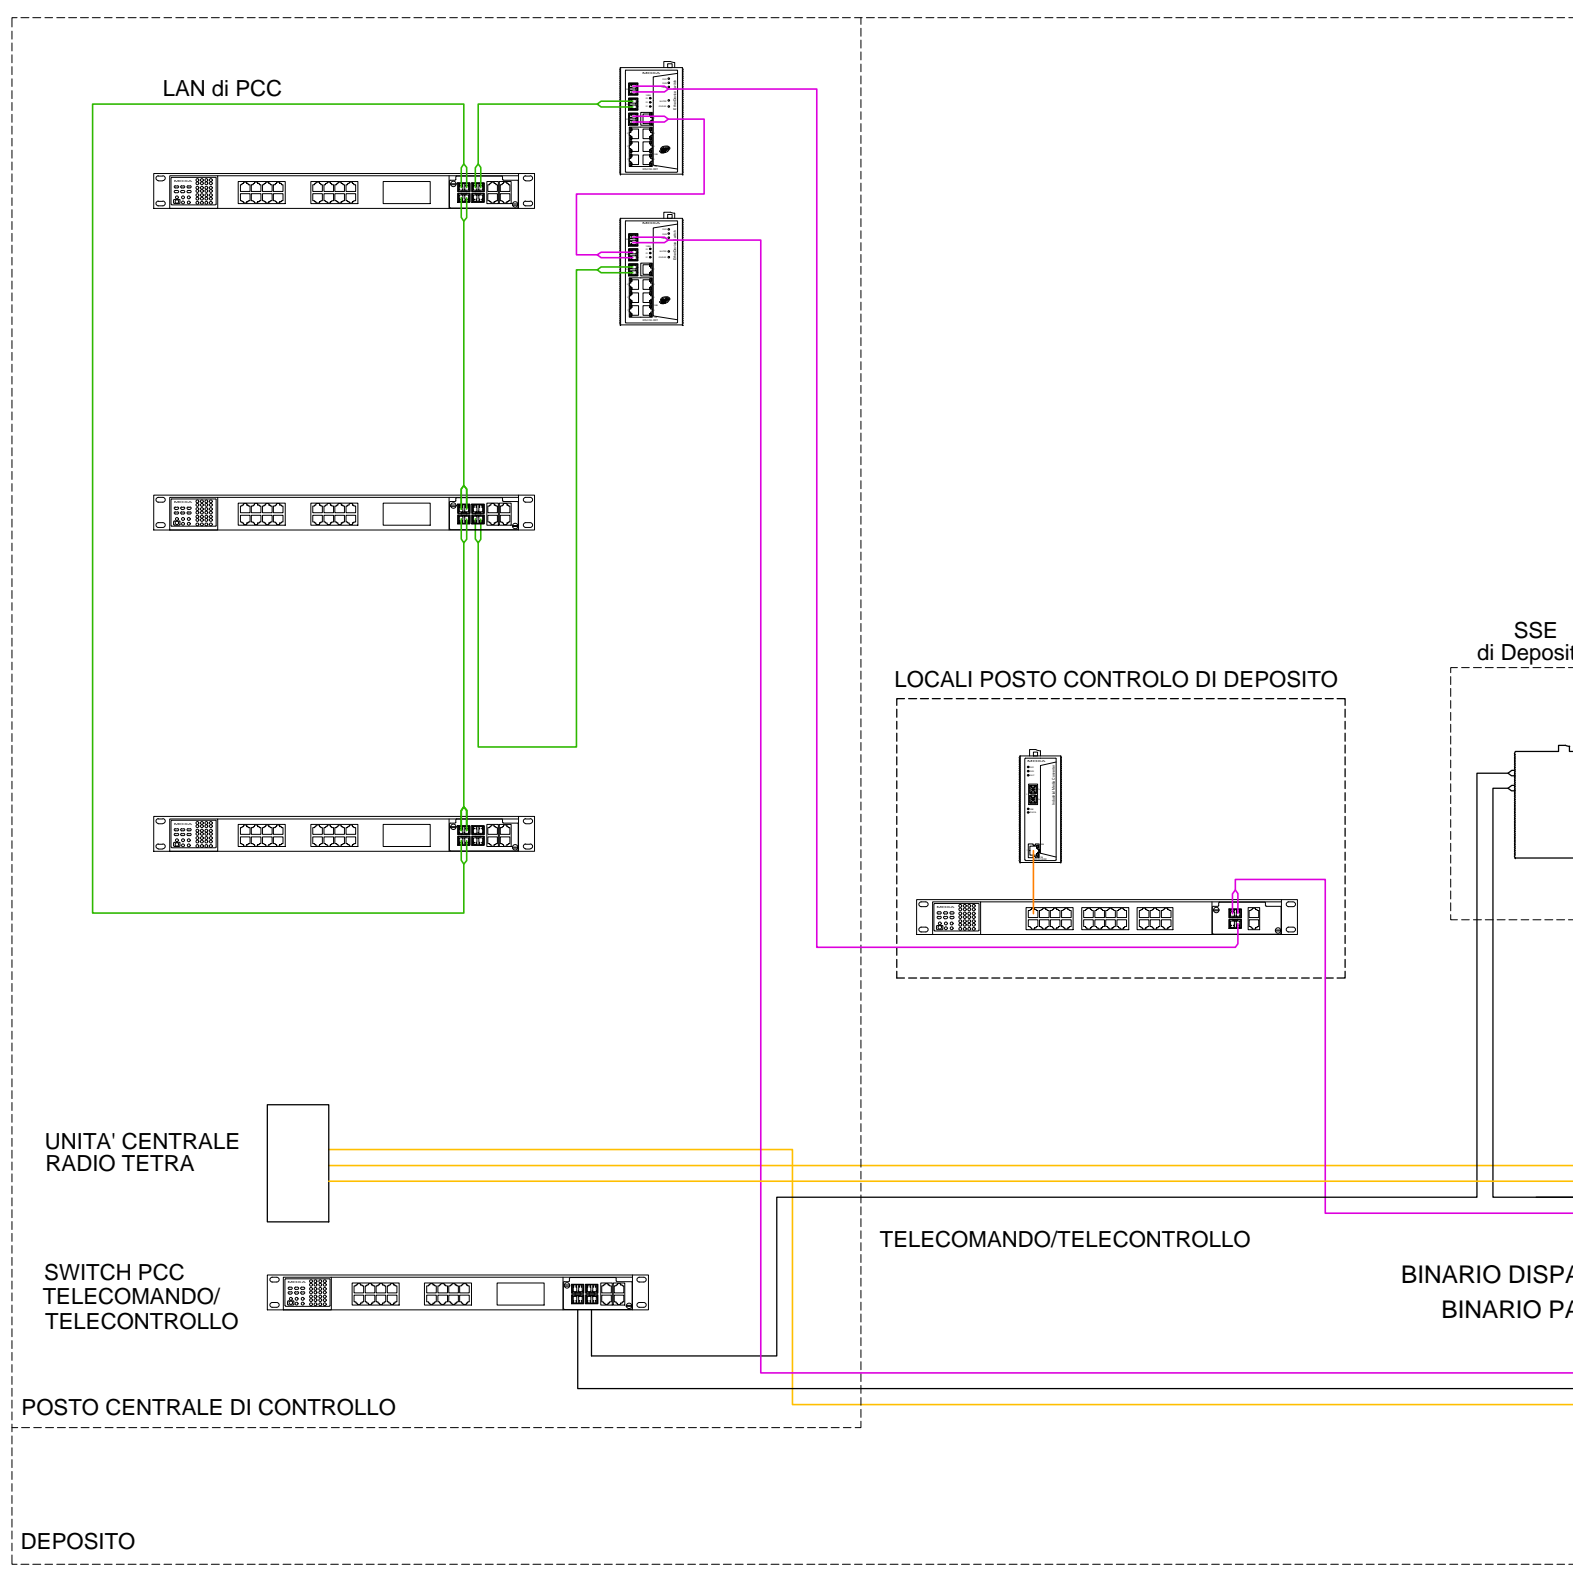 LAN di PCC
SSE
di Deposit
LOCALI POSTO CONTROLO DI DEPOSITO
UNITA' CENTRALE
RADIO TETRA
TELECOMANDO/TELECONTROLLO
SWITCH PCC
TELECOMANDO/
TELECONTROLLO
BINARIO DISPA
BINARIO PA
POSTO CENTRALE DI CONTROLLO
DEPOSITO